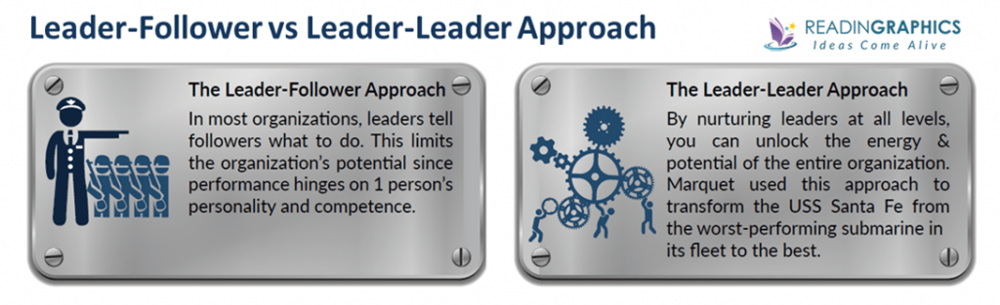 Leader-Follower vs Leader-Leader Approach
READINGRAPHICS
Ideas Come Alive
The Leader-Follower Approach
In most organizations, leaders tell
followers what to do. This limits
the organization's potential since
performance hinges on 1 person's
personality and competence.
The Leader-Leader Approach
By nurturing leaders at all levels,
you can unlock the energy &
potential of the entire organization.
Marquet used this approach to
transform the USS Santa Fe from
the worst-performing submarine in
its fleet to the best.